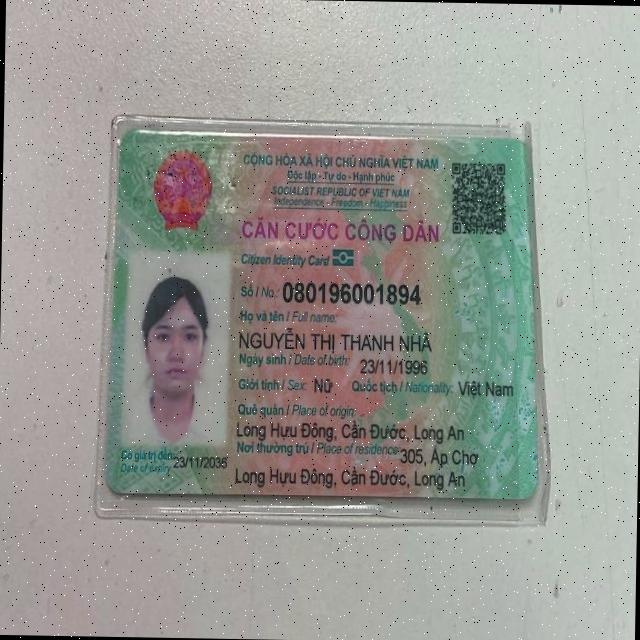 CỘNG HÒA XÃ HỘI CHỦ NGHĨA VIỆT NAM
Độc lập - Tự do - Hạnh phúc
SOCIALIST REPUBLIC OF VIET NAM
Independence - Freedom - Happiness
CĂN CƯỚC CÔNG DÂN
Citizen Identity Card
Số / No.: 080196001894
Họ và tên / Full name:
NGUYỄN THỊ THANH NHÃ
Ngày sinh / Date of birth: 23/11/1996
Giới tính / Sex: Nữ Quốc tịch / Nationality: Việt Nam
Quê quán / Place of origin:
Long Hựu Đông, Cần Đước, Long An
Nơi thường trú / Place of residence: 305, Ấp Chợ
Long Hựu Đông, Cần Đước, Long An
Có giá trị đến: 23/11/2035
Date of expiry